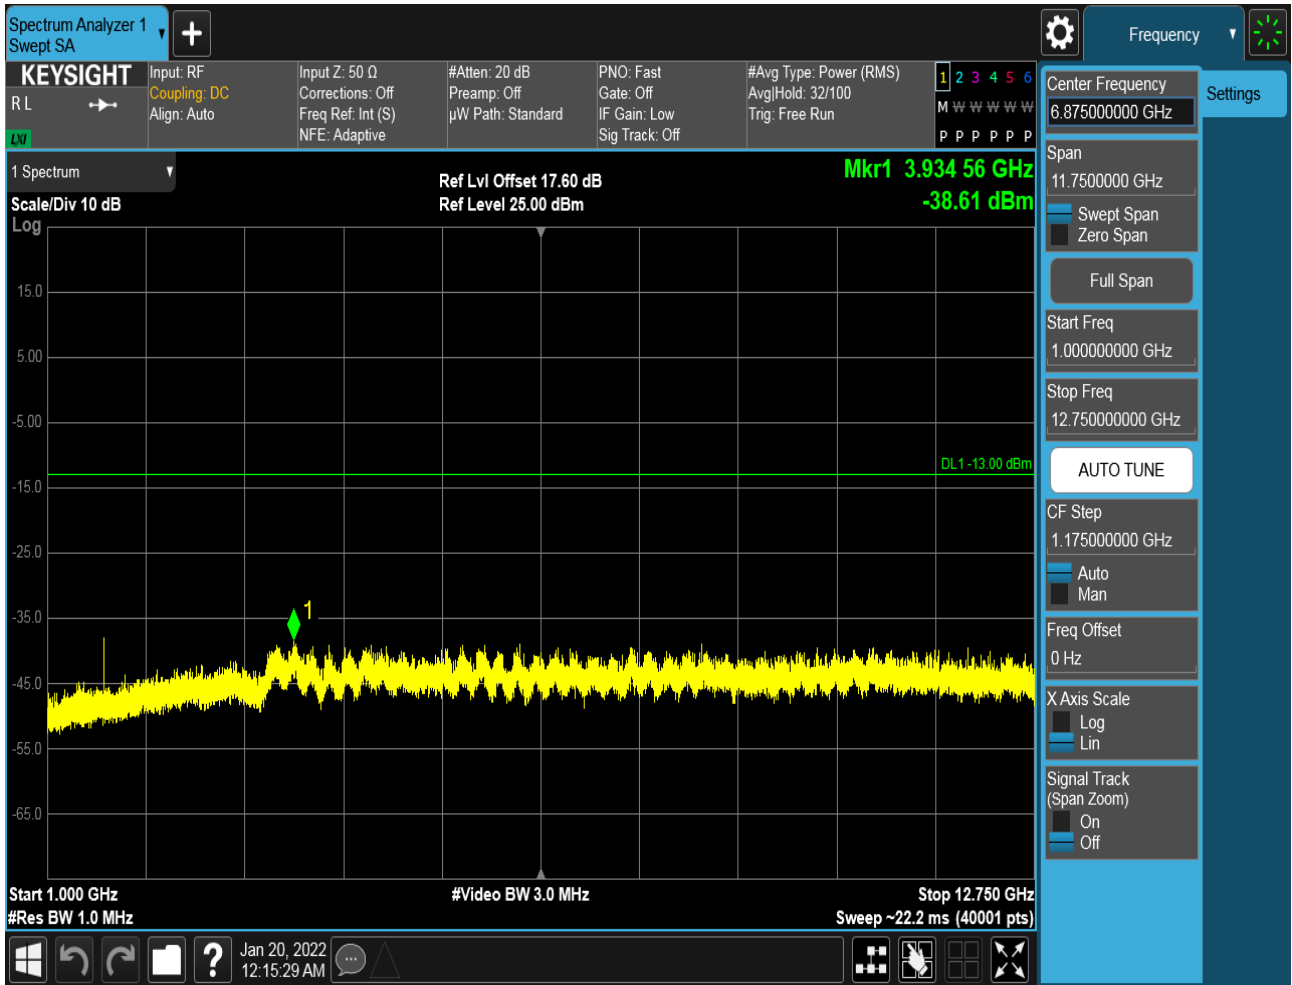 Spectrum Analyzer 1
Swept SA
Frequency
KEYSIGHT
R L
LXI
Input: RF
Coupling: DC
Align: Auto
Input Z: 50 Ω
Corrections: Off
Freq Ref: Int (S)
NFE: Adaptive
#Atten: 20 dB
Preamp: Off
µW Path: Standard
PNO: Fast
Gate: Off
IF Gain: Low
Sig Track: Off
#Avg Type: Power (RMS)
Avg|Hold: 32/100
Trig: Free Run
1 2 3 4 5 6
M W W W W W
P P P P P P
1 Spectrum
Scale/Div 10 dB
Log
Ref Lvl Offset 17.60 dB
Ref Level 25.00 dBm
Mkr1 3.934 56 GHz
-38.61 dBm
15.0
5.00
-5.00
DL1 -13.00 dBm
-15.0
-25.0
-35.0
1
-45.0
-55.0
-65.0
Start 1.000 GHz
#Video BW 3.0 MHz
Stop 12.750 GHz
#Res BW 1.0 MHz
Sweep ~22.2 ms (40001 pts)
Center Frequency
6.875000000 GHz
Settings
Span
11.7500000 GHz
Swept Span
Zero Span
Full Span
Start Freq
1.000000000 GHz
Stop Freq
12.750000000 GHz
AUTO TUNE
CF Step
1.175000000 GHz
Auto
Man
Freq Offset
0 Hz
X Axis Scale
Log
Lin
Signal Track
(Span Zoom)
On
Off
?
Jan 20, 2022
12:15:29 AM